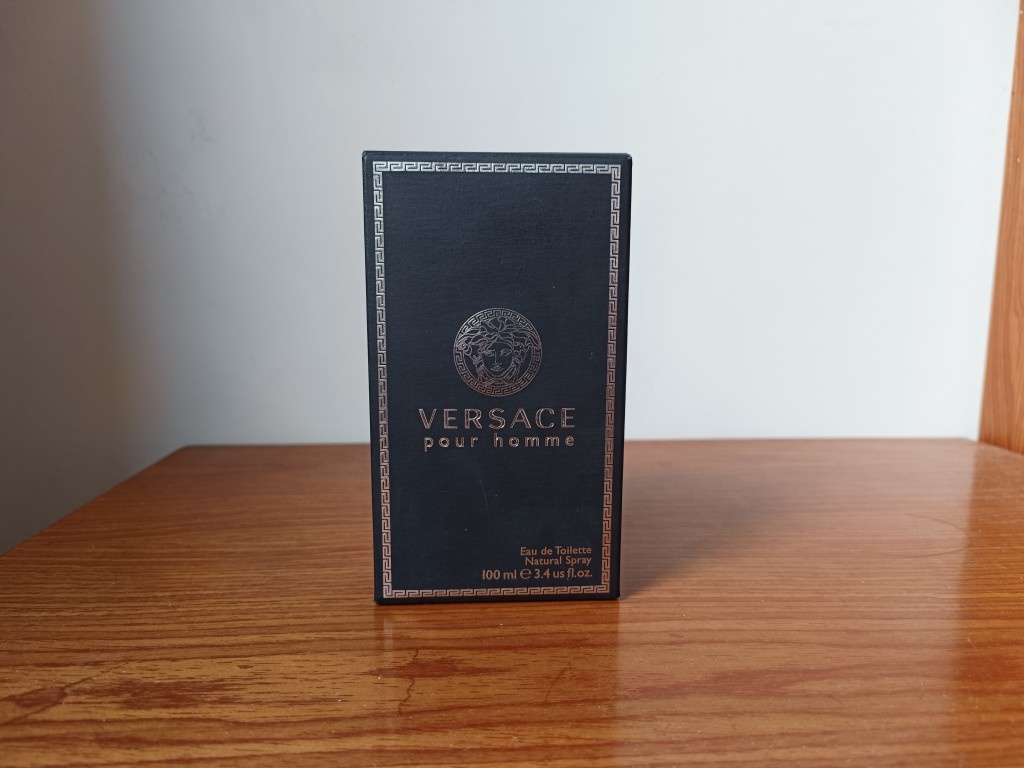 VERSACE
pour homme
Eau de Toilette
Natural Spray
100 ml ℮ 3.4 us fl.oz.